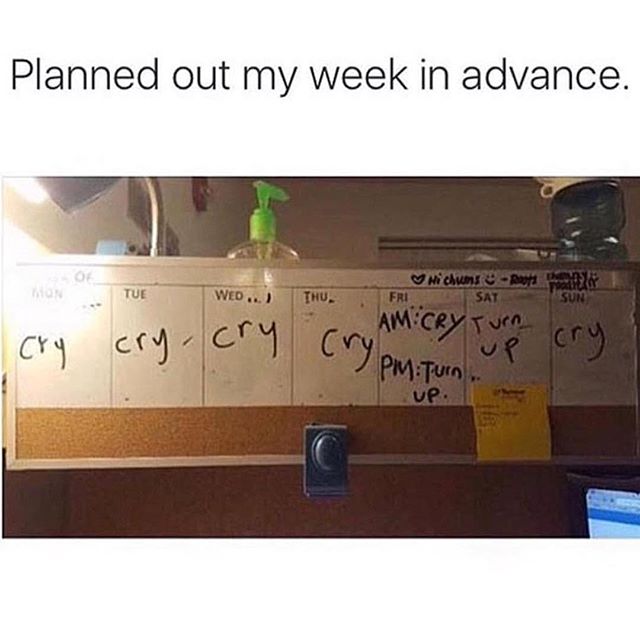 Planned out my week in advance.
OF
♡ Hi chums
MON TUE WED THU FRI SAT SUN
cry cry cry cry AM:CRY Turn up cry
PM:Turn up.